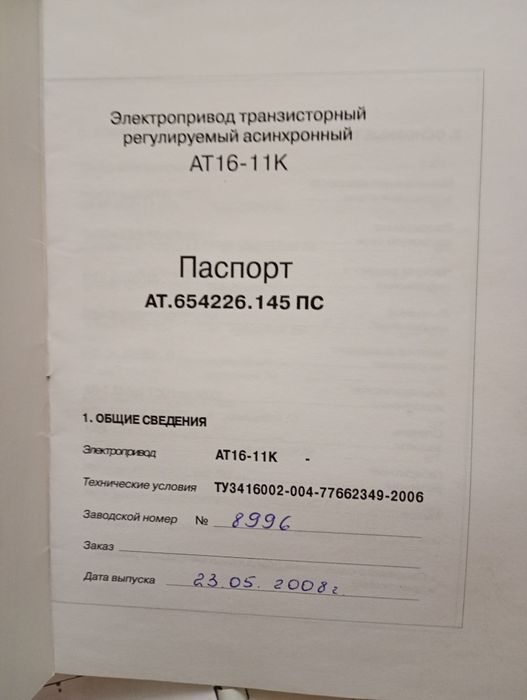 Электропривод транзисторный
регулируемый асинхронный
АТ16-11К
Паспорт
АТ.654226.145 ПС
1. ОБЩИЕ СВЕДЕНИЯ
Электропривод АТ16-11К -
Технические условия ТУ3416002-004-77662349-2006
Заводской номер № 8996
Заказ
Дата выпуска 23.05.2008г.